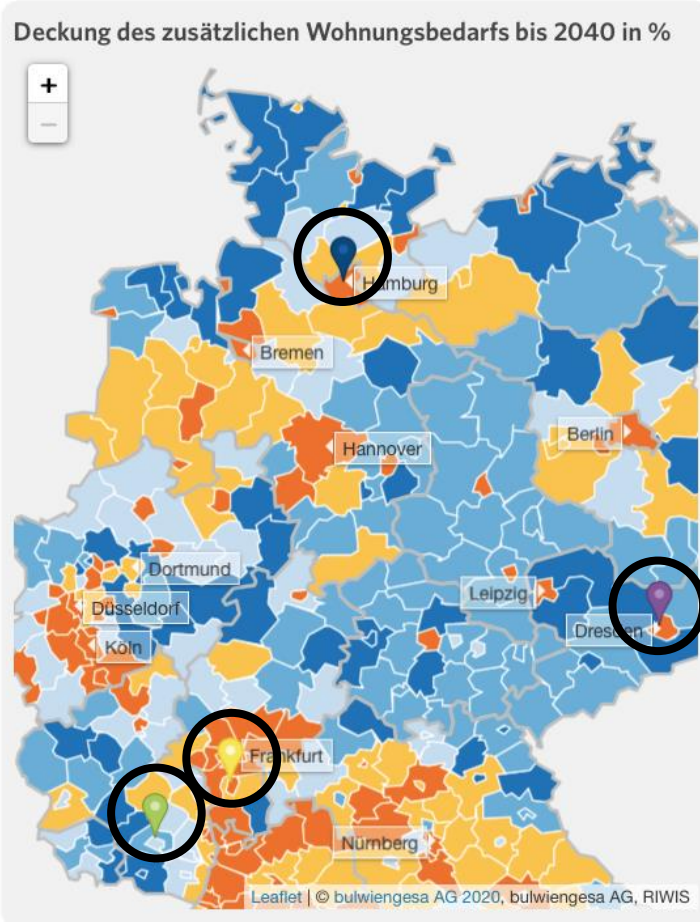 Deckung des zusätzlichen Wohnungsbedarfs bis 2040 in %
+
−
Hamburg
Bremen
Berlin
Hannover
Dortmund
Leipzig
Düsseldorf
Dresden
Köln
Frankfurt
Nürnberg
Leaflet | © bulwiengesa AG 2020, bulwiengesa AG, RIWIS